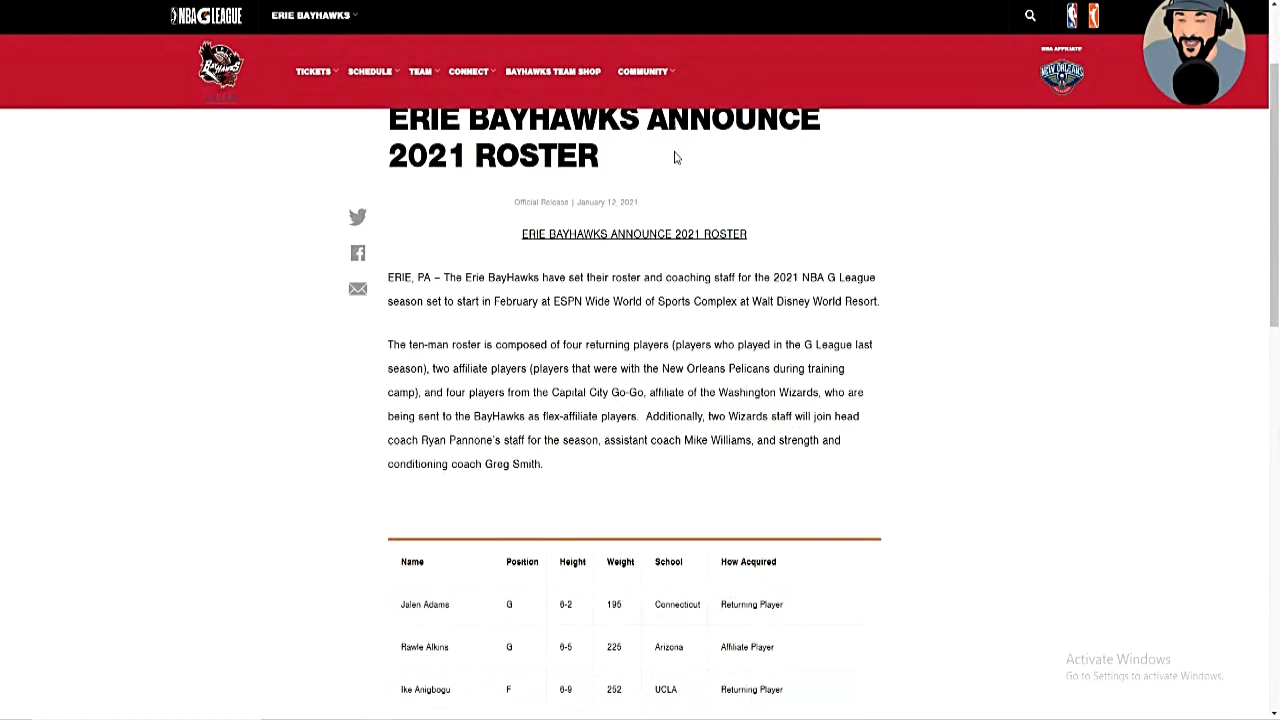 NBA G LEAGUE
ERIE BAYHAWKS
TICKETS SCHEDULE TEAM CONNECT BAYHAWKS TEAM SHOP COMMUNITY
NBA AFFILIATE
BAYHAWKS
NEW ORLEANS
ERIE BAYHAWKS ANNOUNCE
2021 ROSTER
Official Release | January 12, 2021
ERIE BAYHAWKS ANNOUNCE 2021 ROSTER
ERIE, PA – The Erie BayHawks have set their roster and coaching staff for the 2021 NBA G League
season set to start in February at ESPN Wide World of Sports Complex at Walt Disney World Resort.
The ten-man roster is composed of four returning players (players who played in the G League last
season), two affiliate players (players that were with the New Orleans Pelicans during training
camp), and four players from the Capital City Go-Go, affiliate of the Washington Wizards, who are
being sent to the BayHawks as flex-affiliate players. Additionally, two Wizards staff will join head
coach Ryan Pannone's staff for the season, assistant coach Mike Williams, and strength and
conditioning coach Greg Smith.
Name Position Height Weight School How Acquired
Jalen Adams G 6-2 195 Connecticut Returning Player
Rawle Alkins G 6-5 225 Arizona Affiliate Player
Ike Anigbogu F 6-9 252 UCLA Returning Player
Activate Windows
Go to Settings to activate Windows.